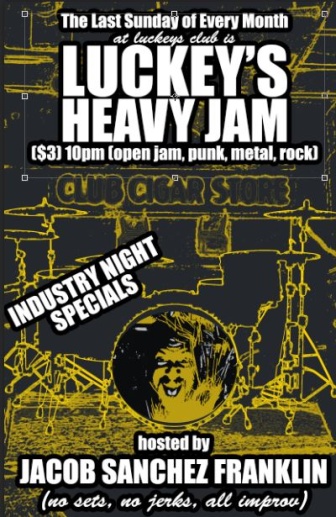 The Last Sunday of Every Month
at luckeys club is
LUCKEY'S
HEAVY JAM
($3) 10pm (open jam, punk, metal, rock)
CLUB CIGAR STORE
INDUSTRY NIGHT
SPECIALS
hosted by
JACOB SANCHEZ FRANKLIN
(no sets, no jerks, all improv)